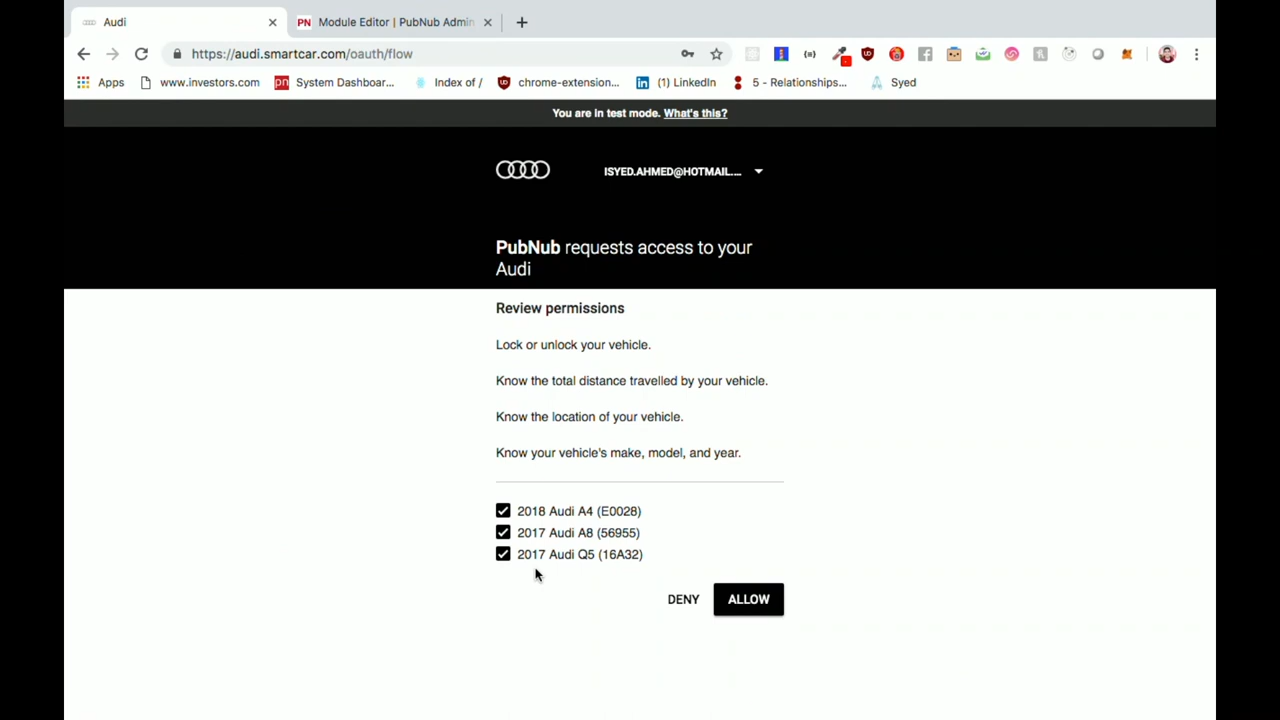 Audi
PN Module Editor | PubNub Admin
https://audi.smartcar.com/oauth/flow
Apps
www.investors.com
pn System Dashboar...
Index of /
chrome-extension...
in (1) LinkedIn
5 - Relationships...
Syed
You are in test mode. What's this?
ISYED.AHMED@HOTMAIL....
PubNub requests access to your
Audi
Review permissions
Lock or unlock your vehicle.
Know the total distance travelled by your vehicle.
Know the location of your vehicle.
Know your vehicle's make, model, and year.
2018 Audi A4 (E0028)
2017 Audi A8 (56955)
2017 Audi Q5 (16A32)
DENY
ALLOW